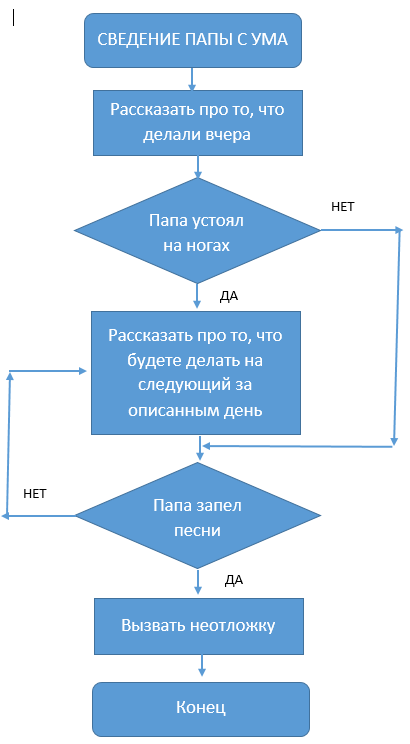 СВЕДЕНИЕ ПАПЫ С УМА
Рассказать про то, что
делали вчера
Папа устоял
на ногах
НЕТ
ДА
Рассказать про то, что
будете делать на
следующий за
описанным день
НЕТ
Папа запел
песни
ДА
Вызвать неотложку
Конец